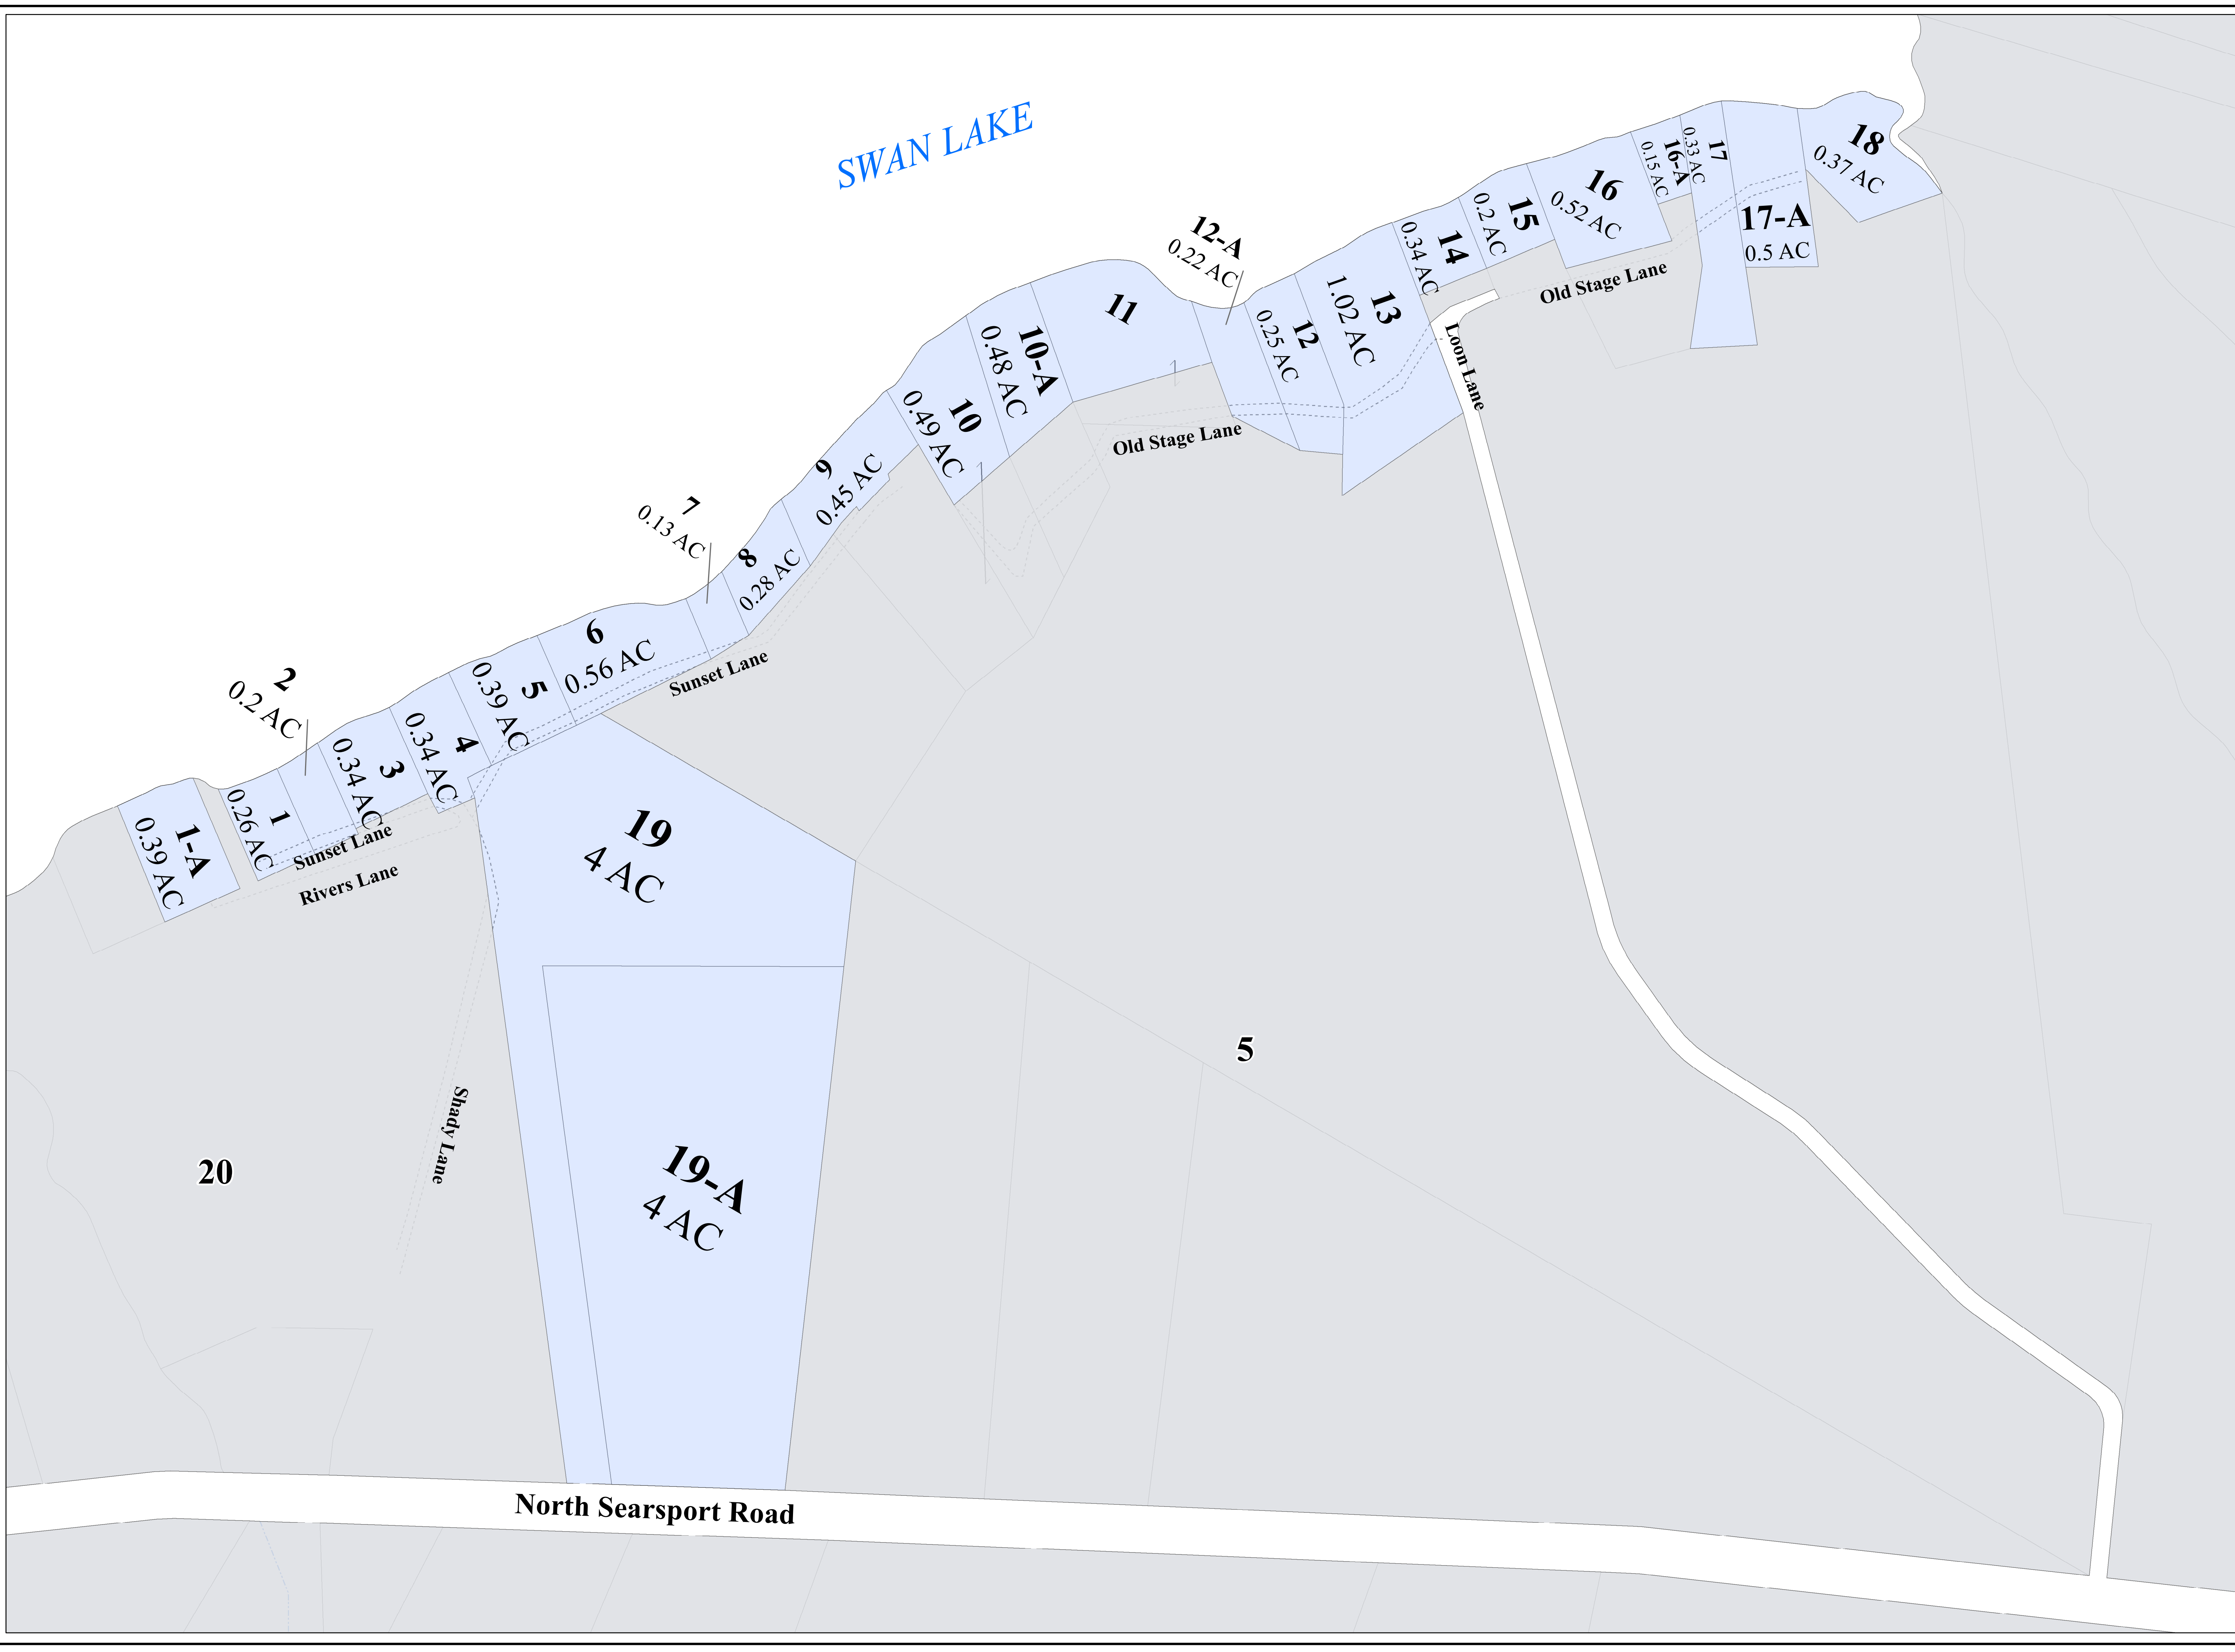 SWAN LAKE
18
0.37 AC
17
0.33 AC
16-A
0.15 AC
17-A
0.5 AC
16
0.52 AC
15
0.2 AC
14
0.34 AC
12-A
0.22 AC
13
1.02 AC
12
0.25 AC
11
10-A
0.48 AC
10
0.49 AC
Old Stage Lane
Loon Lane
Old Stage Lane
9
0.45 AC
7
0.13 AC
8
0.28 AC
6
0.56 AC
Sunset Lane
5
0.39 AC
2
0.2 AC
4
0.34 AC
3
0.34 AC
1
0.26 AC
1-A
0.39 AC
Sunset Lane
Rivers Lane
19
4 AC
5
Shady Lane
20
19-A
4 AC
North Searsport Road